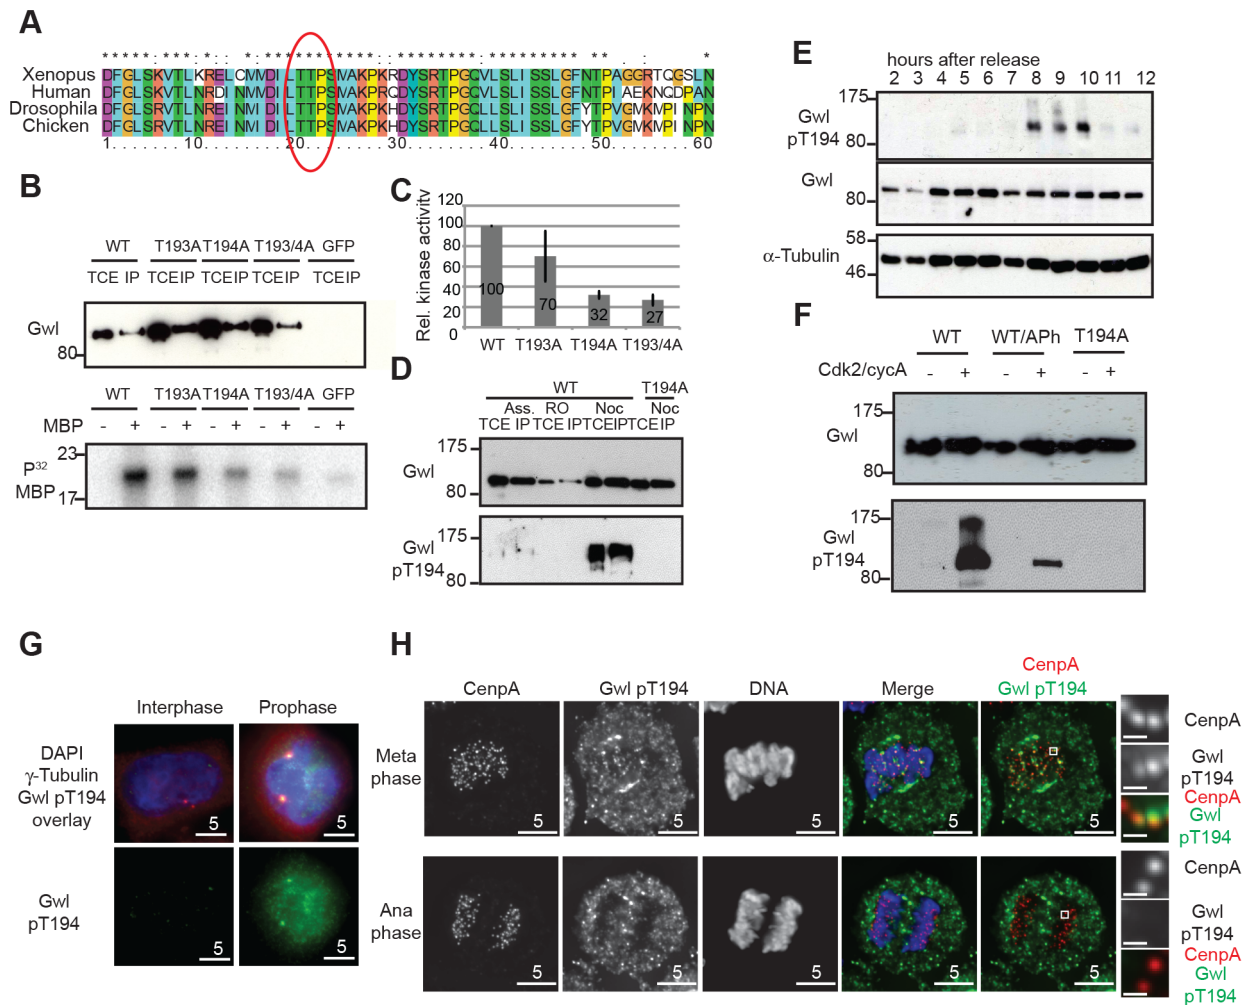 A
* * * * * . * * * . * . . * * * * * * * * * * * * . . * * * * * * * . * * * * * * * * . * * . *
Xenopus DFGLSKVTLKRELCMMDILTTPSMAKPKRDYSRTPGQVLSLISSLGFNTPAGGRTQGSLN
Human DFGLSKVTLNRDINMMDILTTPSMAKPRQDYSRTPGQVLSLISSLGFNTPIAEKNQDPAN
Drosophila DFGLSRVTLNREINMMDILTTPSMAKPKHDYSRTPGQLLSLISSLGFYTPVGMKMPINPN
Chicken DFGLSRVTLNREINMMDILTTPSMAKPKHDYSRTPGQLLSLISSLGFYTPVGMKMPINPN
1 10 20 30 40 50 60
B
WT T193A T194A T193/4A GFP
TCE IP TCE IP TCE IP TCE IP TCE IP
Gwl
80
WT T193A T194A T193/4A GFP
MBP - + - + - + - + - +
23
P32
MBP
17
C
Rel. kinase activity
120
100
80
60
40
20
0
100
70
32
27
WT T193A T194A T193/4A
D
WT T194A
Ass. RO Noc Noc
TCE IP TCE IP TCE IP TCE IP
175
Gwl
80
175
Gwl
pT194
80
E
hours after release
2 3 4 5 6 7 8 9 10 11 12
175
Gwl
pT194
80
Gwl
80
58
α-Tubulin
46
F
WT WT/APh T194A
Cdk2/cycA - + - + - +
175
Gwl
80
175
Gwl
pT194
80
G
Interphase Prophase
DAPI
γ-Tubulin
Gwl pT194
overlay
5 5
Gwl
pT194
5 5
H
CenpA
CenpA Gwl pT194 DNA Merge Gwl pT194
Meta
phase
5 5 5 5 5
CenpA
Gwl
pT194
CenpA
Gwl
pT194
Ana
phase
5 5 5 5 5
CenpA
Gwl
pT194
CenpA
Gwl
pT194